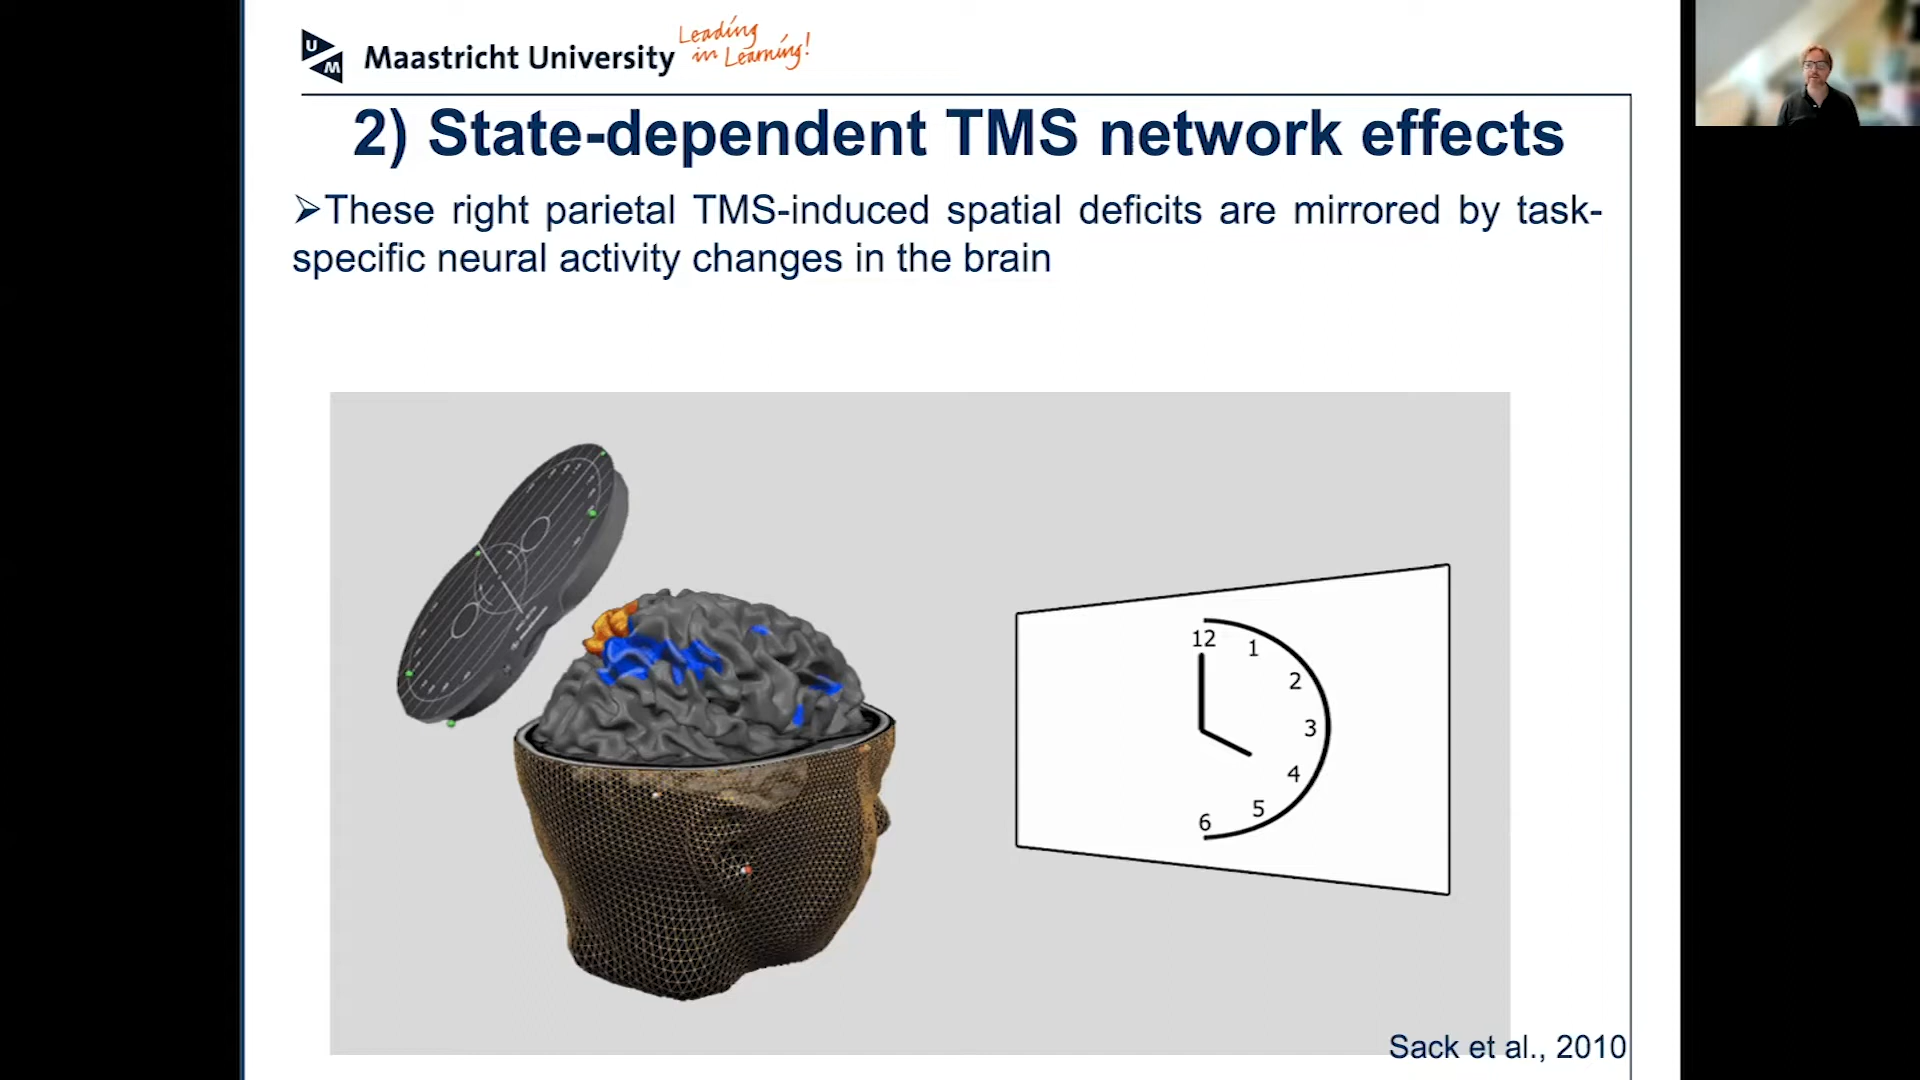 UM
Maastricht University
Leading
in Learning!
2) State-dependent TMS network effects
➢These right parietal TMS-induced spatial deficits are mirrored by task-
specific neural activity changes in the brain
12
1
2
3
4
5
6
Sack et al., 2010